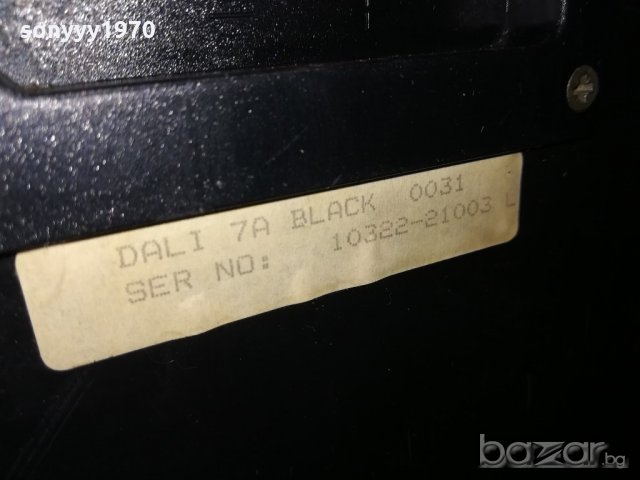 sonyyy1970
DALI 7A BLACK 0031
SER NO: 10322-21003 L
bazar.bg